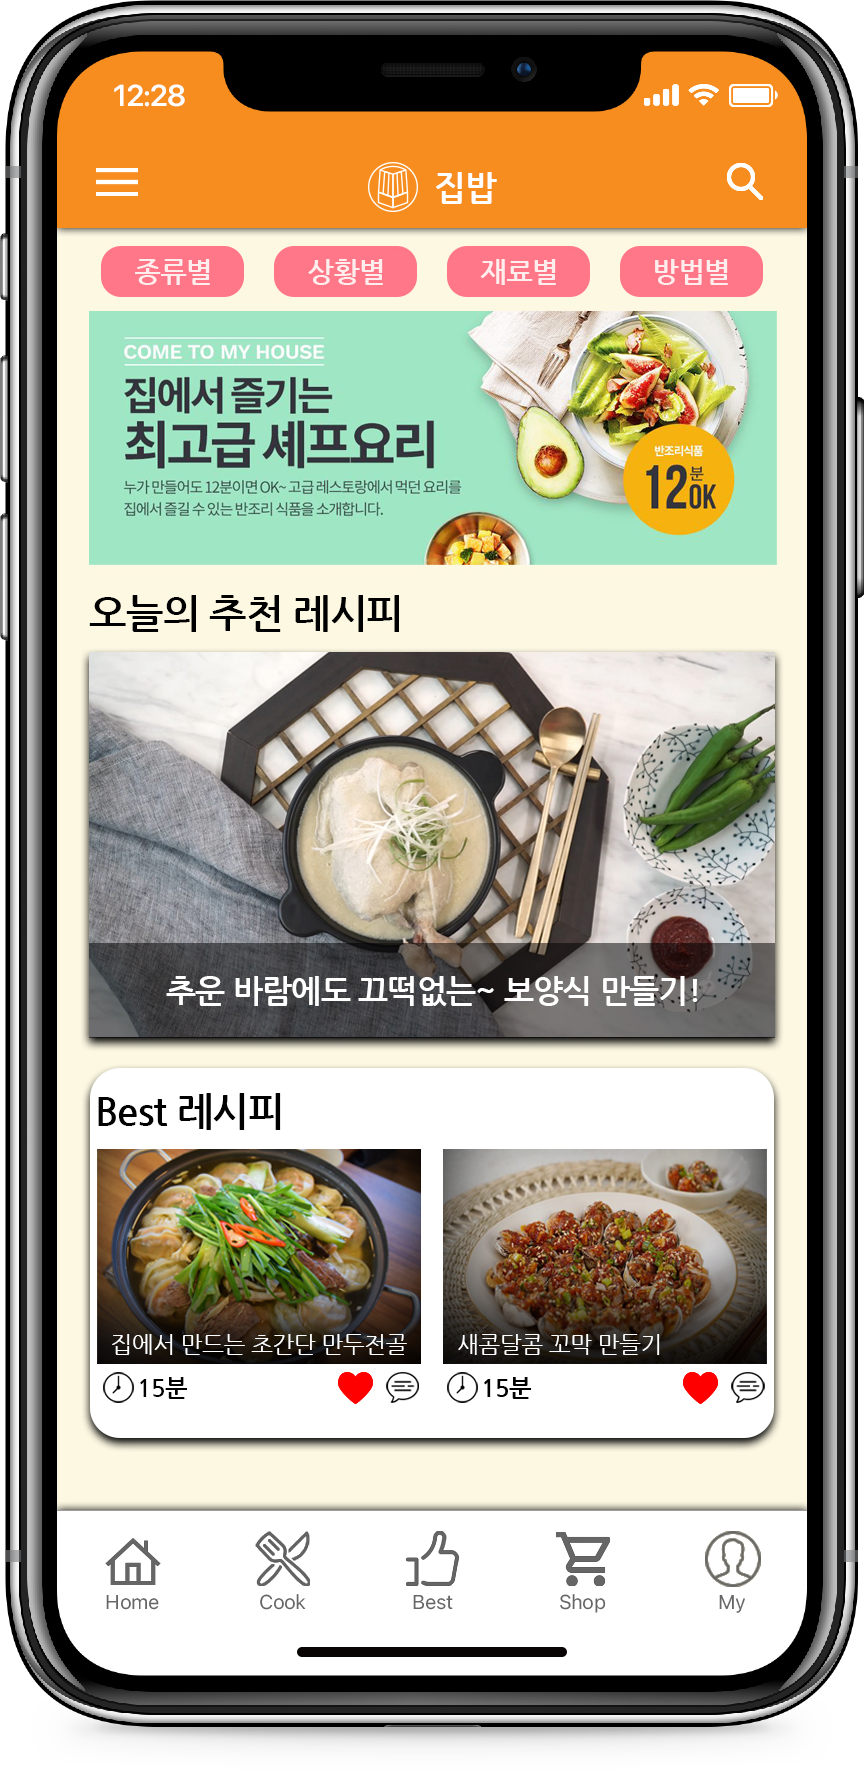 12:28
집밥
종류별 상황별 재료별 방법별
COME TO MY HOUSE
집에서 즐기는
최고급 셰프요리
누가 만들어도 12분이면 OK~ 고급 레스토랑에서 먹던 요리를
집에서 즐길 수 있는 반조리 식품을 소개합니다.
반조리식품
12분 OK
오늘의 추천 레시피
추운 바람에도 끄떡없는~ 보양식 만들기!
Best 레시피
집에서 만드는 초간단 만두전골
15분
새콤달콤 꼬막 만들기
15분
Home Cook Best Shop My